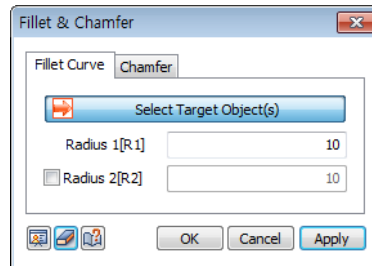 Fillet & Chamfer
Fillet Curve Chamfer
Select Target Object(s)
Radius 1[R1] 10
Radius 2[R2] 10
OK Cancel Apply